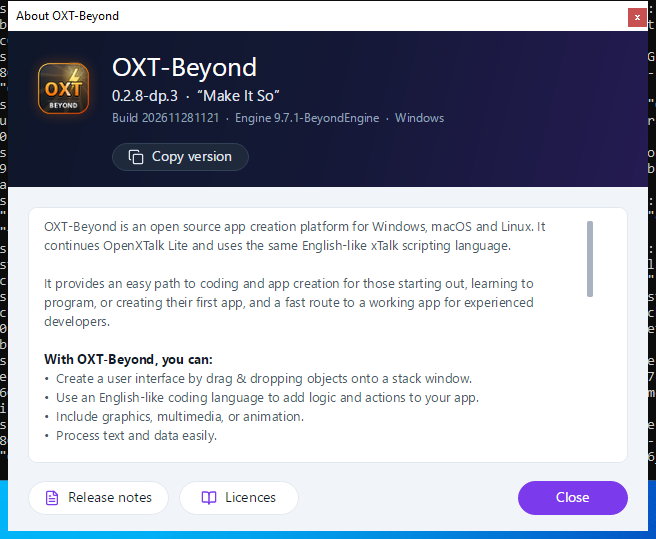 About OXT-Beyond
x
OXT
BEYOND
OXT-Beyond
0.2.8-dp.3 · “Make It So”
Build 202611281121 · Engine 9.7.1-BeyondEngine · Windows
Copy version
OXT-Beyond is an open source app creation platform for Windows, macOS and Linux. It
continues OpenXTalk Lite and uses the same English-like xTalk scripting language.
It provides an easy path to coding and app creation for those starting out, learning to
program, or creating their first app, and a fast route to a working app for experienced
developers.
With OXT-Beyond, you can:
• Create a user interface by drag & dropping objects onto a stack window.
• Use an English-like coding language to add logic and actions to your app.
• Include graphics, multimedia, or animation.
• Process text and data easily.
Release notes
Licences
Close